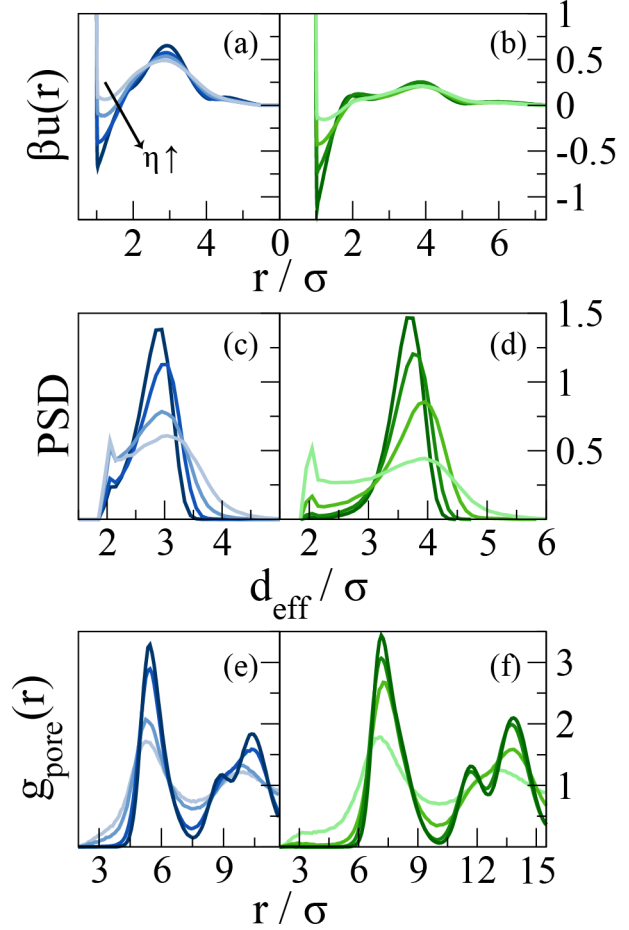 (a) (b)
1
0.5
0
-0.5
-1
βu(r)
η↑
2 4 0 2 4 6
r / σ
(c) (d)
1.5
1
0.5
PSD
2 3 4 2 3 4 5 6
d_eff / σ
(e) (f)
3
2
1
g_pore(r)
3 6 9 3 6 9 12 15
r / σ